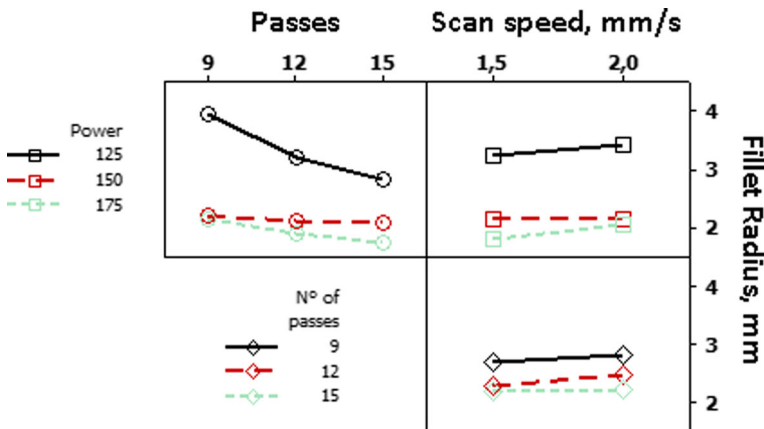 Passes
Scan speed, mm/s
9
12
15
1,5
2,0
Power
125
150
175
4
3
2
Fillet Radius, mm
Nº of
passes
9
12
15
4
3
2